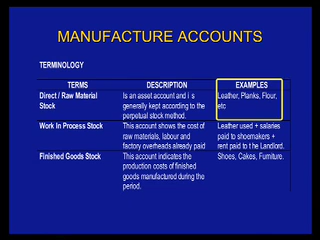 MANUFACTURE ACCOUNTS
TERMINOLOGY
TERMS DESCRIPTION EXAMPLES
Direct / Raw Material Is an asset account and i s Leather, Planks, Flour,
Stock generally kept according to the etc
perpetual stock method.
Work In Process Stock This account shows the cost of Leather used + salaries
raw materials, labour and paid to shoemakers +
factory overheads already paid rent paid to t he Landlord.
Finished Goods Stock This account indicates the Shoes, Cakes, Furniture.
production costs of finished
goods manufactured during the
period.